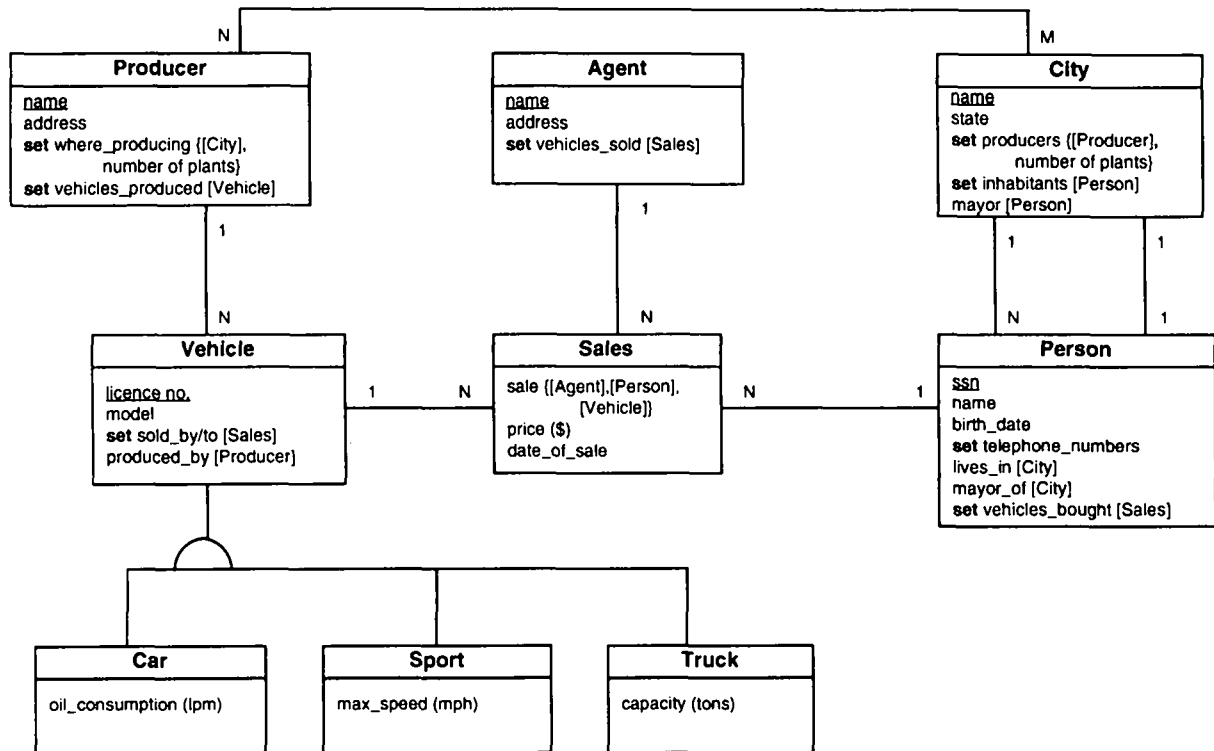 N
M
Producer
name
address
set where_producing {[City],
number of plants}
set vehicles_produced [Vehicle]
Agent
name
address
set vehicles_sold [Sales]
City
name
state
set producers {[Producer],
number of plants}
set inhabitants [Person]
mayor [Person]
1
1
1
1
N
N
N
1
Vehicle
licence no.
model
set sold_by/to [Sales]
produced_by [Producer]
1
N
Sales
sale {[Agent],[Person],
[Vehicle]}
price ($)
date_of_sale
N
1
Person
ssn
name
birth_date
set telephone_numbers
lives_in [City]
mayor_of [City]
set vehicles_bought [Sales]
Car
oil_consumption (lpm)
Sport
max_speed (mph)
Truck
capacity (tons)